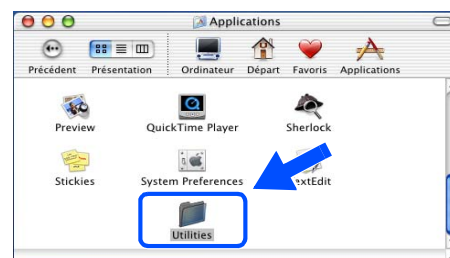 Applications
Précédent Présentation Ordinateur Départ Favoris Applications
Preview QuickTime Player Sherlock
Stickies System Preferences extEdit
Utilities